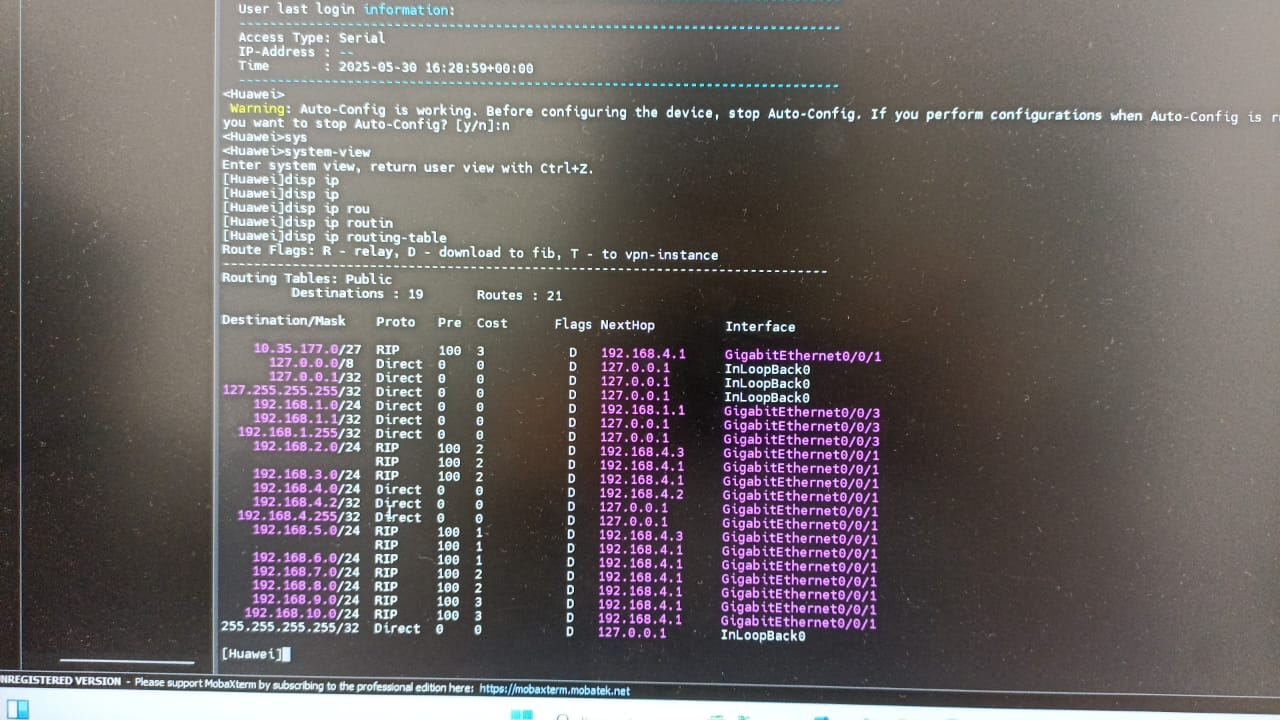 User last login information:
Access Type: Serial
IP-Address : --
Time : 2025-05-30 16:28:59+00:00
<Huawei>
Warning: Auto-Config is working. Before configuring the device, stop Auto-Config. If you perform configurations when Auto-Config is
you want to stop Auto-Config? [y/n]:n
<Huawei>sys
<Huawei>system-view
Enter system view, return user view with Ctrl+Z.
[Huawei]disp ip
[Huawei]disp ip
[Huawei]disp ip rou
[Huawei]disp ip routin
[Huawei]disp ip routing-table
Route Flags: R - relay, D - download to fib, T - to vpn-instance
Routing Tables: Public
Destinations : 19 Routes : 21
Destination/Mask Proto Pre Cost Flags NextHop Interface
10.35.177.0/27 RIP 100 3 D 192.168.4.1 GigabitEthernet0/0/1
127.0.0.0/8 Direct 0 0 D 127.0.0.1 InLoopBack0
127.0.0.1/32 Direct 0 0 D 127.0.0.1 InLoopBack0
127.255.255.255/32 Direct 0 0 D 127.0.0.1 InLoopBack0
192.168.1.0/24 Direct 0 0 D 192.168.1.1 GigabitEthernet0/0/3
192.168.1.1/32 Direct 0 0 D 127.0.0.1 GigabitEthernet0/0/3
192.168.1.255/32 Direct 0 0 D 127.0.0.1 GigabitEthernet0/0/3
192.168.2.0/24 RIP 100 2 D 192.168.4.3 GigabitEthernet0/0/1
RIP 100 2 D 192.168.4.1 GigabitEthernet0/0/1
192.168.3.0/24 RIP 100 2 D 192.168.4.1 GigabitEthernet0/0/1
192.168.4.0/24 Direct 0 0 D 192.168.4.2 GigabitEthernet0/0/1
192.168.4.2/32 Direct 0 0 D 127.0.0.1 GigabitEthernet0/0/1
192.168.4.255/32 Direct 0 0 D 127.0.0.1 GigabitEthernet0/0/1
192.168.5.0/24 RIP 100 1 D 192.168.4.3 GigabitEthernet0/0/1
RIP 100 1 D 192.168.4.1 GigabitEthernet0/0/1
192.168.6.0/24 RIP 100 1 D 192.168.4.1 GigabitEthernet0/0/1
192.168.7.0/24 RIP 100 2 D 192.168.4.1 GigabitEthernet0/0/1
192.168.8.0/24 RIP 100 2 D 192.168.4.1 GigabitEthernet0/0/1
192.168.9.0/24 RIP 100 3 D 192.168.4.1 GigabitEthernet0/0/1
192.168.10.0/24 RIP 100 3 D 192.168.4.1 GigabitEthernet0/0/1
255.255.255.255/32 Direct 0 0 D 127.0.0.1 InLoopBack0
[Huawei]
NREGISTERED VERSION - Please support MobaXterm by subscribing to the professional edition here: https://mobaxterm.mobatek.net